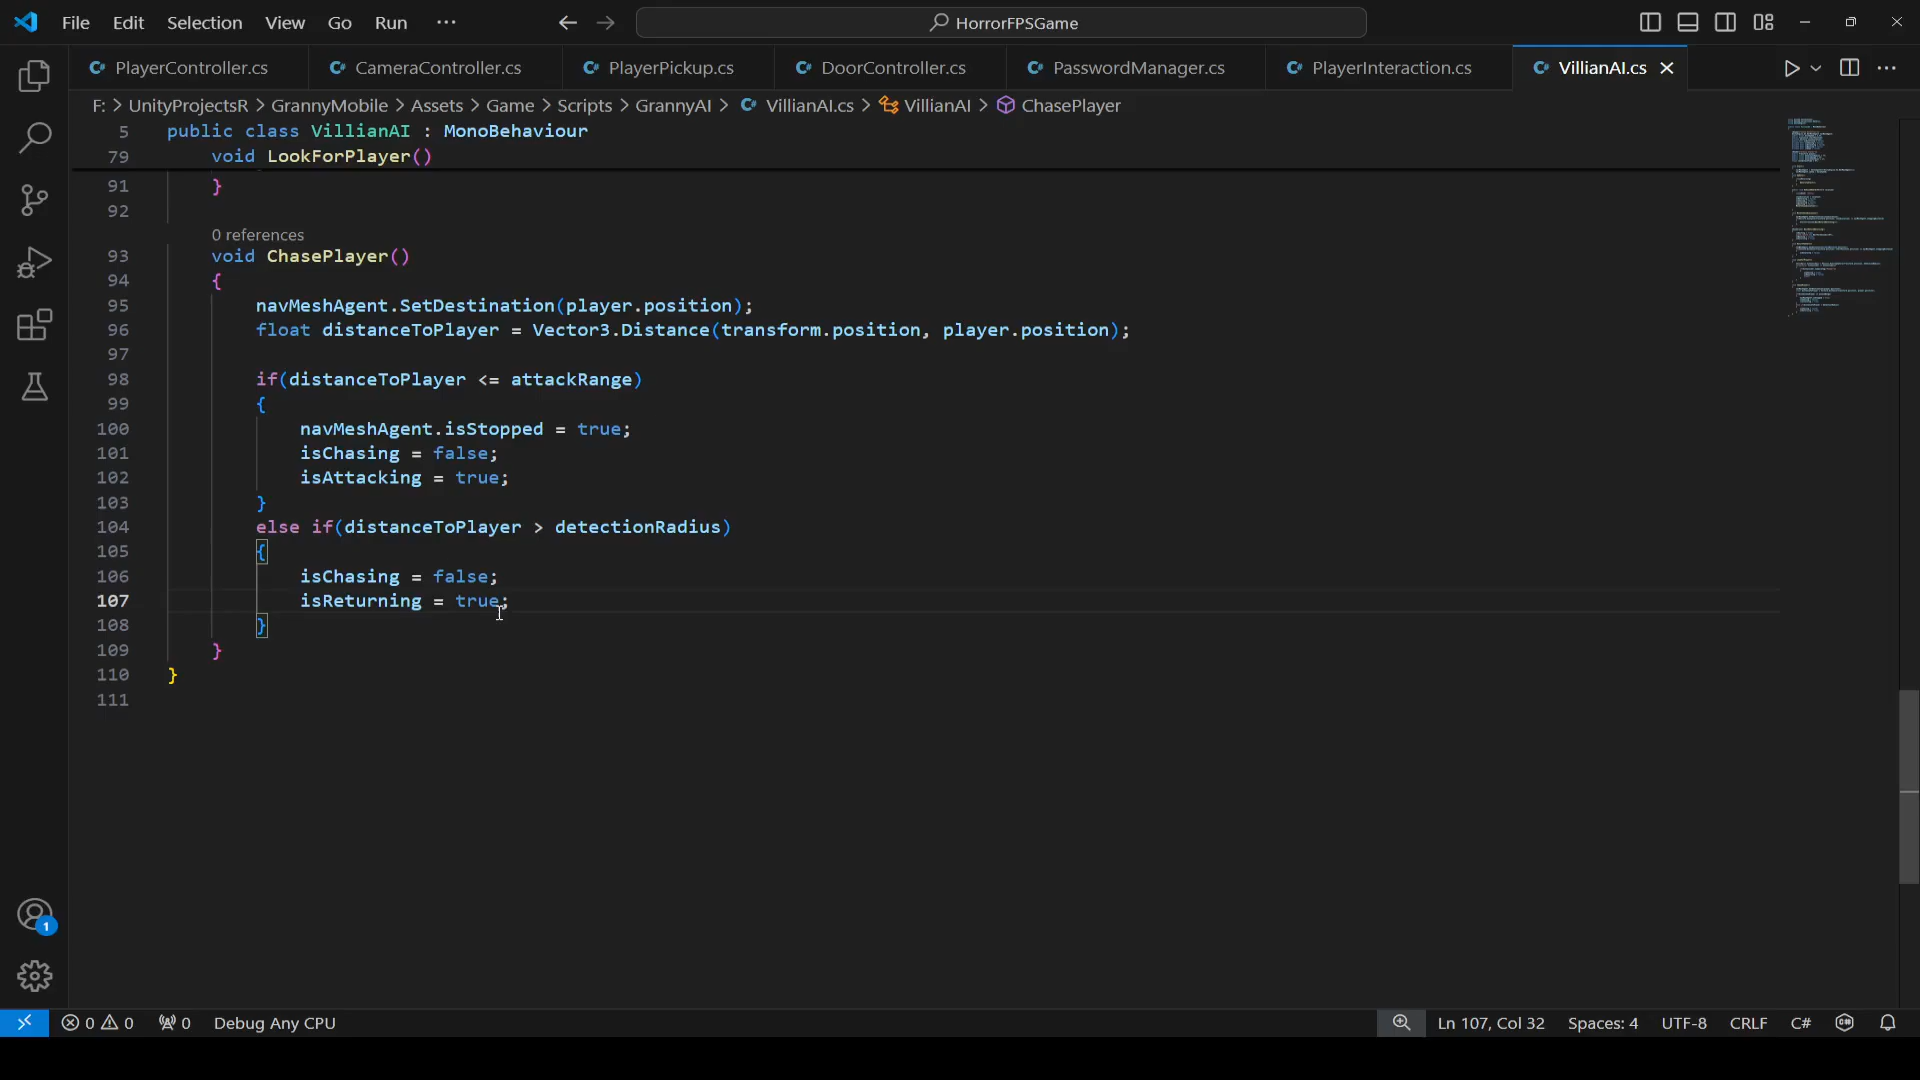 File Edit Selection View Go Run ··· HorrorFPSGame
PlayerController.cs CameraController.cs PlayerPickup.cs DoorController.cs PasswordManager.cs PlayerInteraction.cs VillianAI.cs
F: > UnityProjectsR > GrannyMobile > Assets > Game > Scripts > GrannyAI > VillianAI.cs > VillianAI > ChasePlayer
5 public class VillianAI : MonoBehaviour
79 void LookForPlayer()
91 }
92
0 references
93 void ChasePlayer()
94 {
95 navMeshAgent.SetDestination(player.position);
96 float distanceToPlayer = Vector3.Distance(transform.position, player.position);
97
98 if(distanceToPlayer <= attackRange)
99 {
100 navMeshAgent.isStopped = true;
101 isChasing = false;
102 isAttacking = true;
103 }
104 else if(distanceToPlayer > detectionRadius)
105 {
106 isChasing = false;
107 isReturning = true;
108 }
109 }
110 }
111
1
0 0 0 Debug Any CPU Ln 107, Col 32 Spaces: 4 UTF-8 CRLF C#